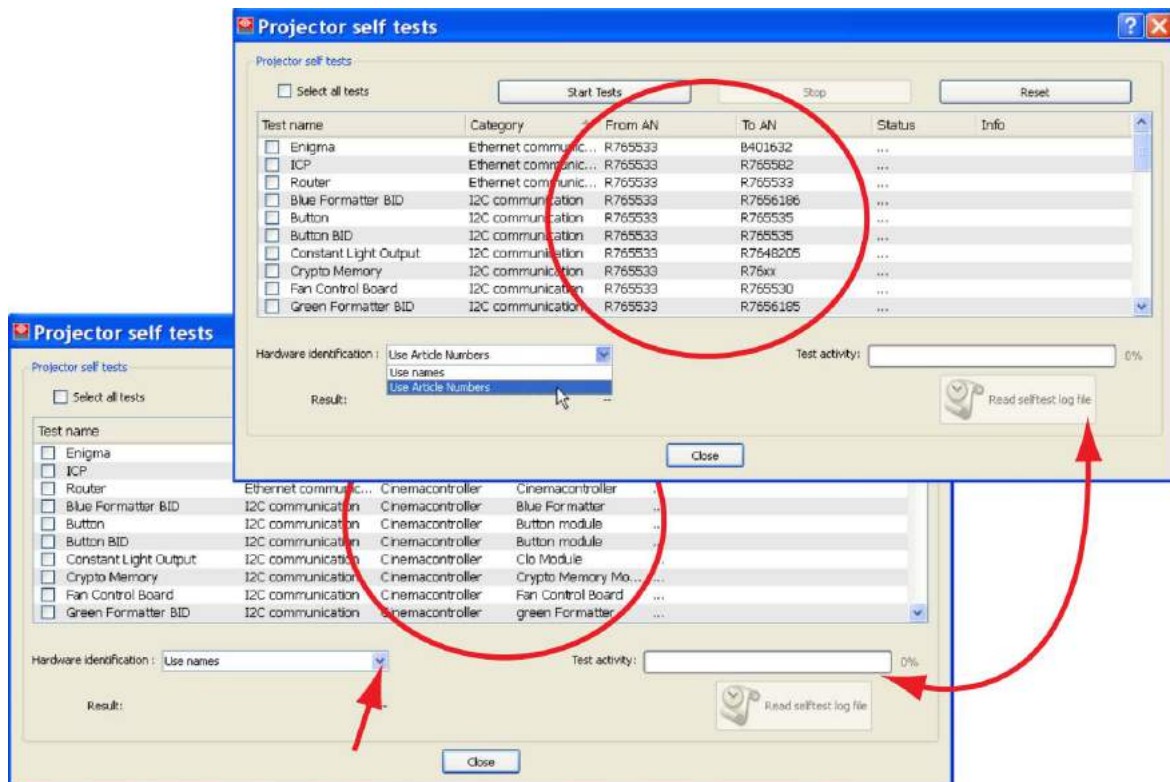 Projector self tests
Projector self tests
Select all tests Start Tests Stop Reset
Test name Category From AN To AN Status Info
Enigma Ethernet communic... R765533 B401632 ...
ICP Ethernet communic... R765533 R765582 ...
Router Ethernet communic... R765533 R765533 ...
Blue Formatter BID I2C communication R765533 R7656186 ...
Button I2C communication R765533 R765535 ...
Button BID I2C communication R765533 R765535 ...
Constant Light Output I2C communication R765533 R7648205 ...
Crypto Memory I2C communication R765533 R76xx ...
Fan Control Board I2C communication R765533 R765530 ...
Green Formatter BID I2C communication R765533 R7656185 ...
Hardware identification : Use Article Numbers Test activity: 0%
Use names
Use Article Numbers
Result: -- Read selftest log file
Close
Projector self tests
Projector self tests
Select all tests
Test name
Enigma
ICP
Router Ethernet communic... Cinemacontroller Cinemacontroller ...
Blue Formatter BID I2C communication Cinemacontroller Blue Formatter ...
Button I2C communication Cinemacontroller Button module ...
Button BID I2C communication Cinemacontroller Button module ...
Constant Light Output I2C communication Cinemacontroller Clo Module ...
Crypto Memory I2C communication Cinemacontroller Crypto Memory Mo... ...
Fan Control Board I2C communication Cinemacontroller Fan Control Board ...
Green Formatter BID I2C communication Cinemacontroller green Formatter ...
Hardware identification : Use names Test activity: 0%
Result: -- Read selftest log file
Close